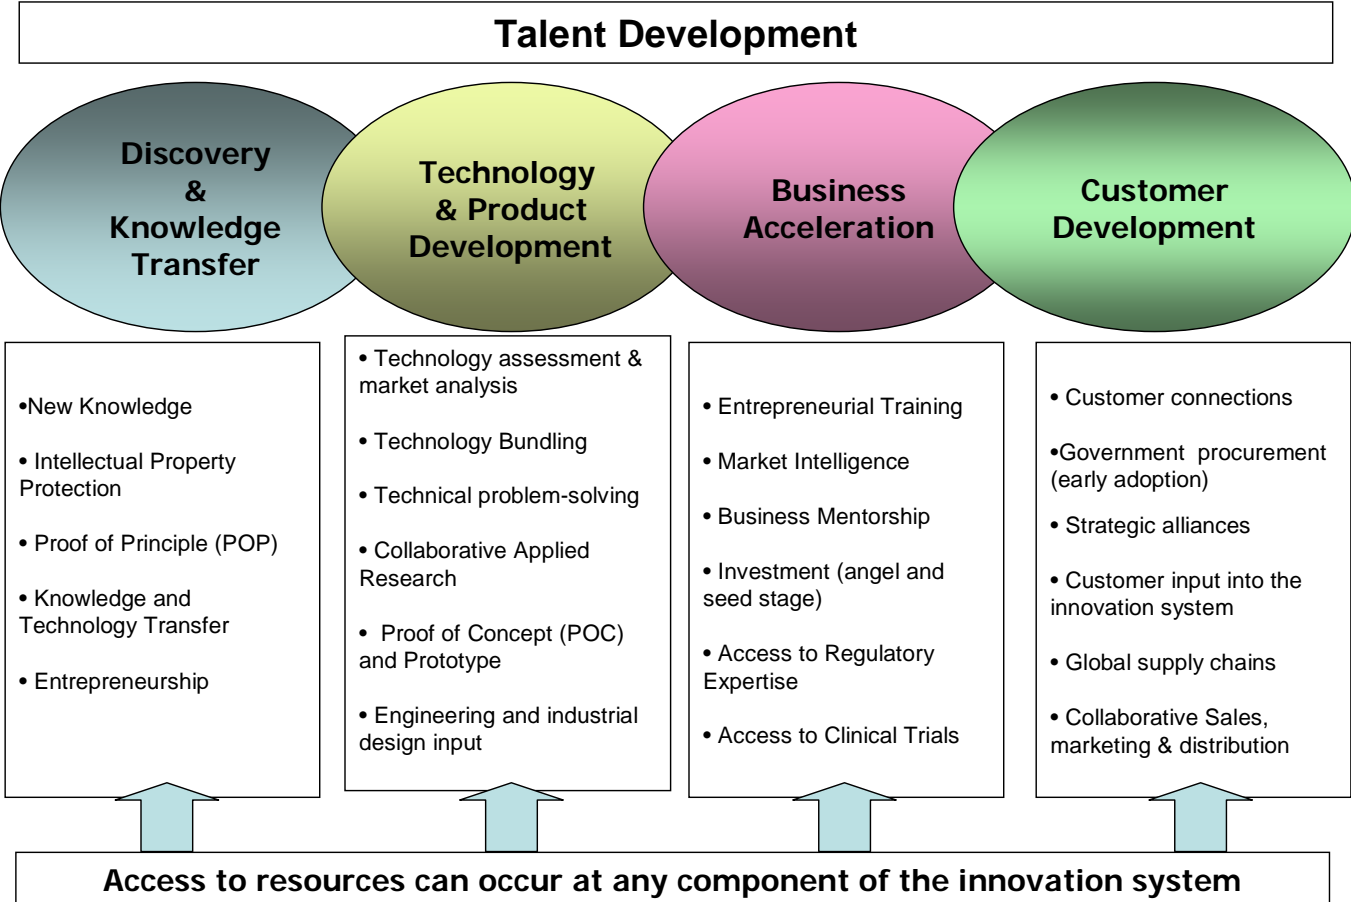 Talent Development
Discovery
&
Knowledge
Transfer
Technology
& Product
Development
Business
Acceleration
Customer
Development
•New Knowledge
• Intellectual Property
Protection
• Proof of Principle (POP)
• Knowledge and
Technology Transfer
• Entrepreneurship
• Technology assessment &
market analysis
• Technology Bundling
• Technical problem-solving
• Collaborative Applied
Research
• Proof of Concept (POC)
and Prototype
• Engineering and industrial
design input
• Entrepreneurial Training
• Market Intelligence
• Business Mentorship
• Investment (angel and
seed stage)
• Access to Regulatory
Expertise
• Access to Clinical Trials
• Customer connections
•Government procurement
(early adoption)
• Strategic alliances
• Customer input into the
innovation system
• Global supply chains
• Collaborative Sales,
marketing & distribution
Access to resources can occur at any component of the innovation system